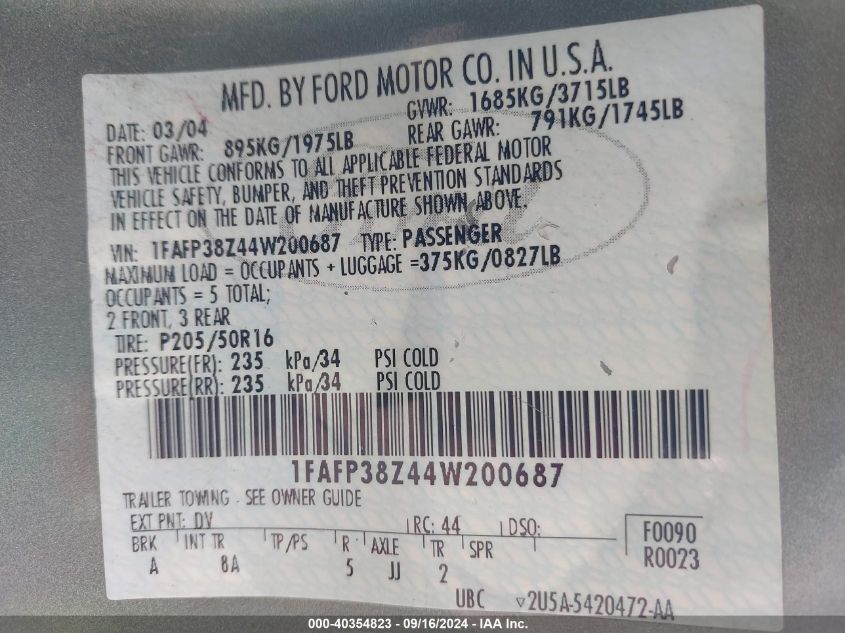 MFD. BY FORD MOTOR CO. IN U.S.A.
DATE: 03/04 GVWR: 1685KG/3715LB
FRONT GAWR: 895KG/1975LB REAR GAWR: 791KG/1745LB
THIS VEHICLE CONFORMS TO ALL APPLICABLE FEDERAL MOTOR
VEHICLE SAFETY, BUMPER, AND THEFT PREVENTION STANDARDS
IN EFFECT ON THE DATE OF MANUFACTURE SHOWN ABOVE.
VIN: 1FAFP38Z44W200687 TYPE: PASSENGER
MAXIMUM LOAD = OCCUPANTS + LUGGAGE =375KG/0827LB
OCCUPANTS = 5 TOTAL;
2 FRONT, 3 REAR
TIRE: P205/50R16
PRESSURE(FR): 235 kPa/34 PSI COLD
PRESSURE(RR): 235 kPa/34 PSI COLD
1FAFP38Z44W200687
TRAILER TOWING - SEE OWNER GUIDE
EXT PNT: DV RC: 44 DSO: F0090
BRK INT TR TP/PS R AXLE TR SPR R0023
A 8A 5 JJ 2
UBC ▽2U5A-5420472-AA
000-40354823 - 09/16/2024 - IAA Inc.